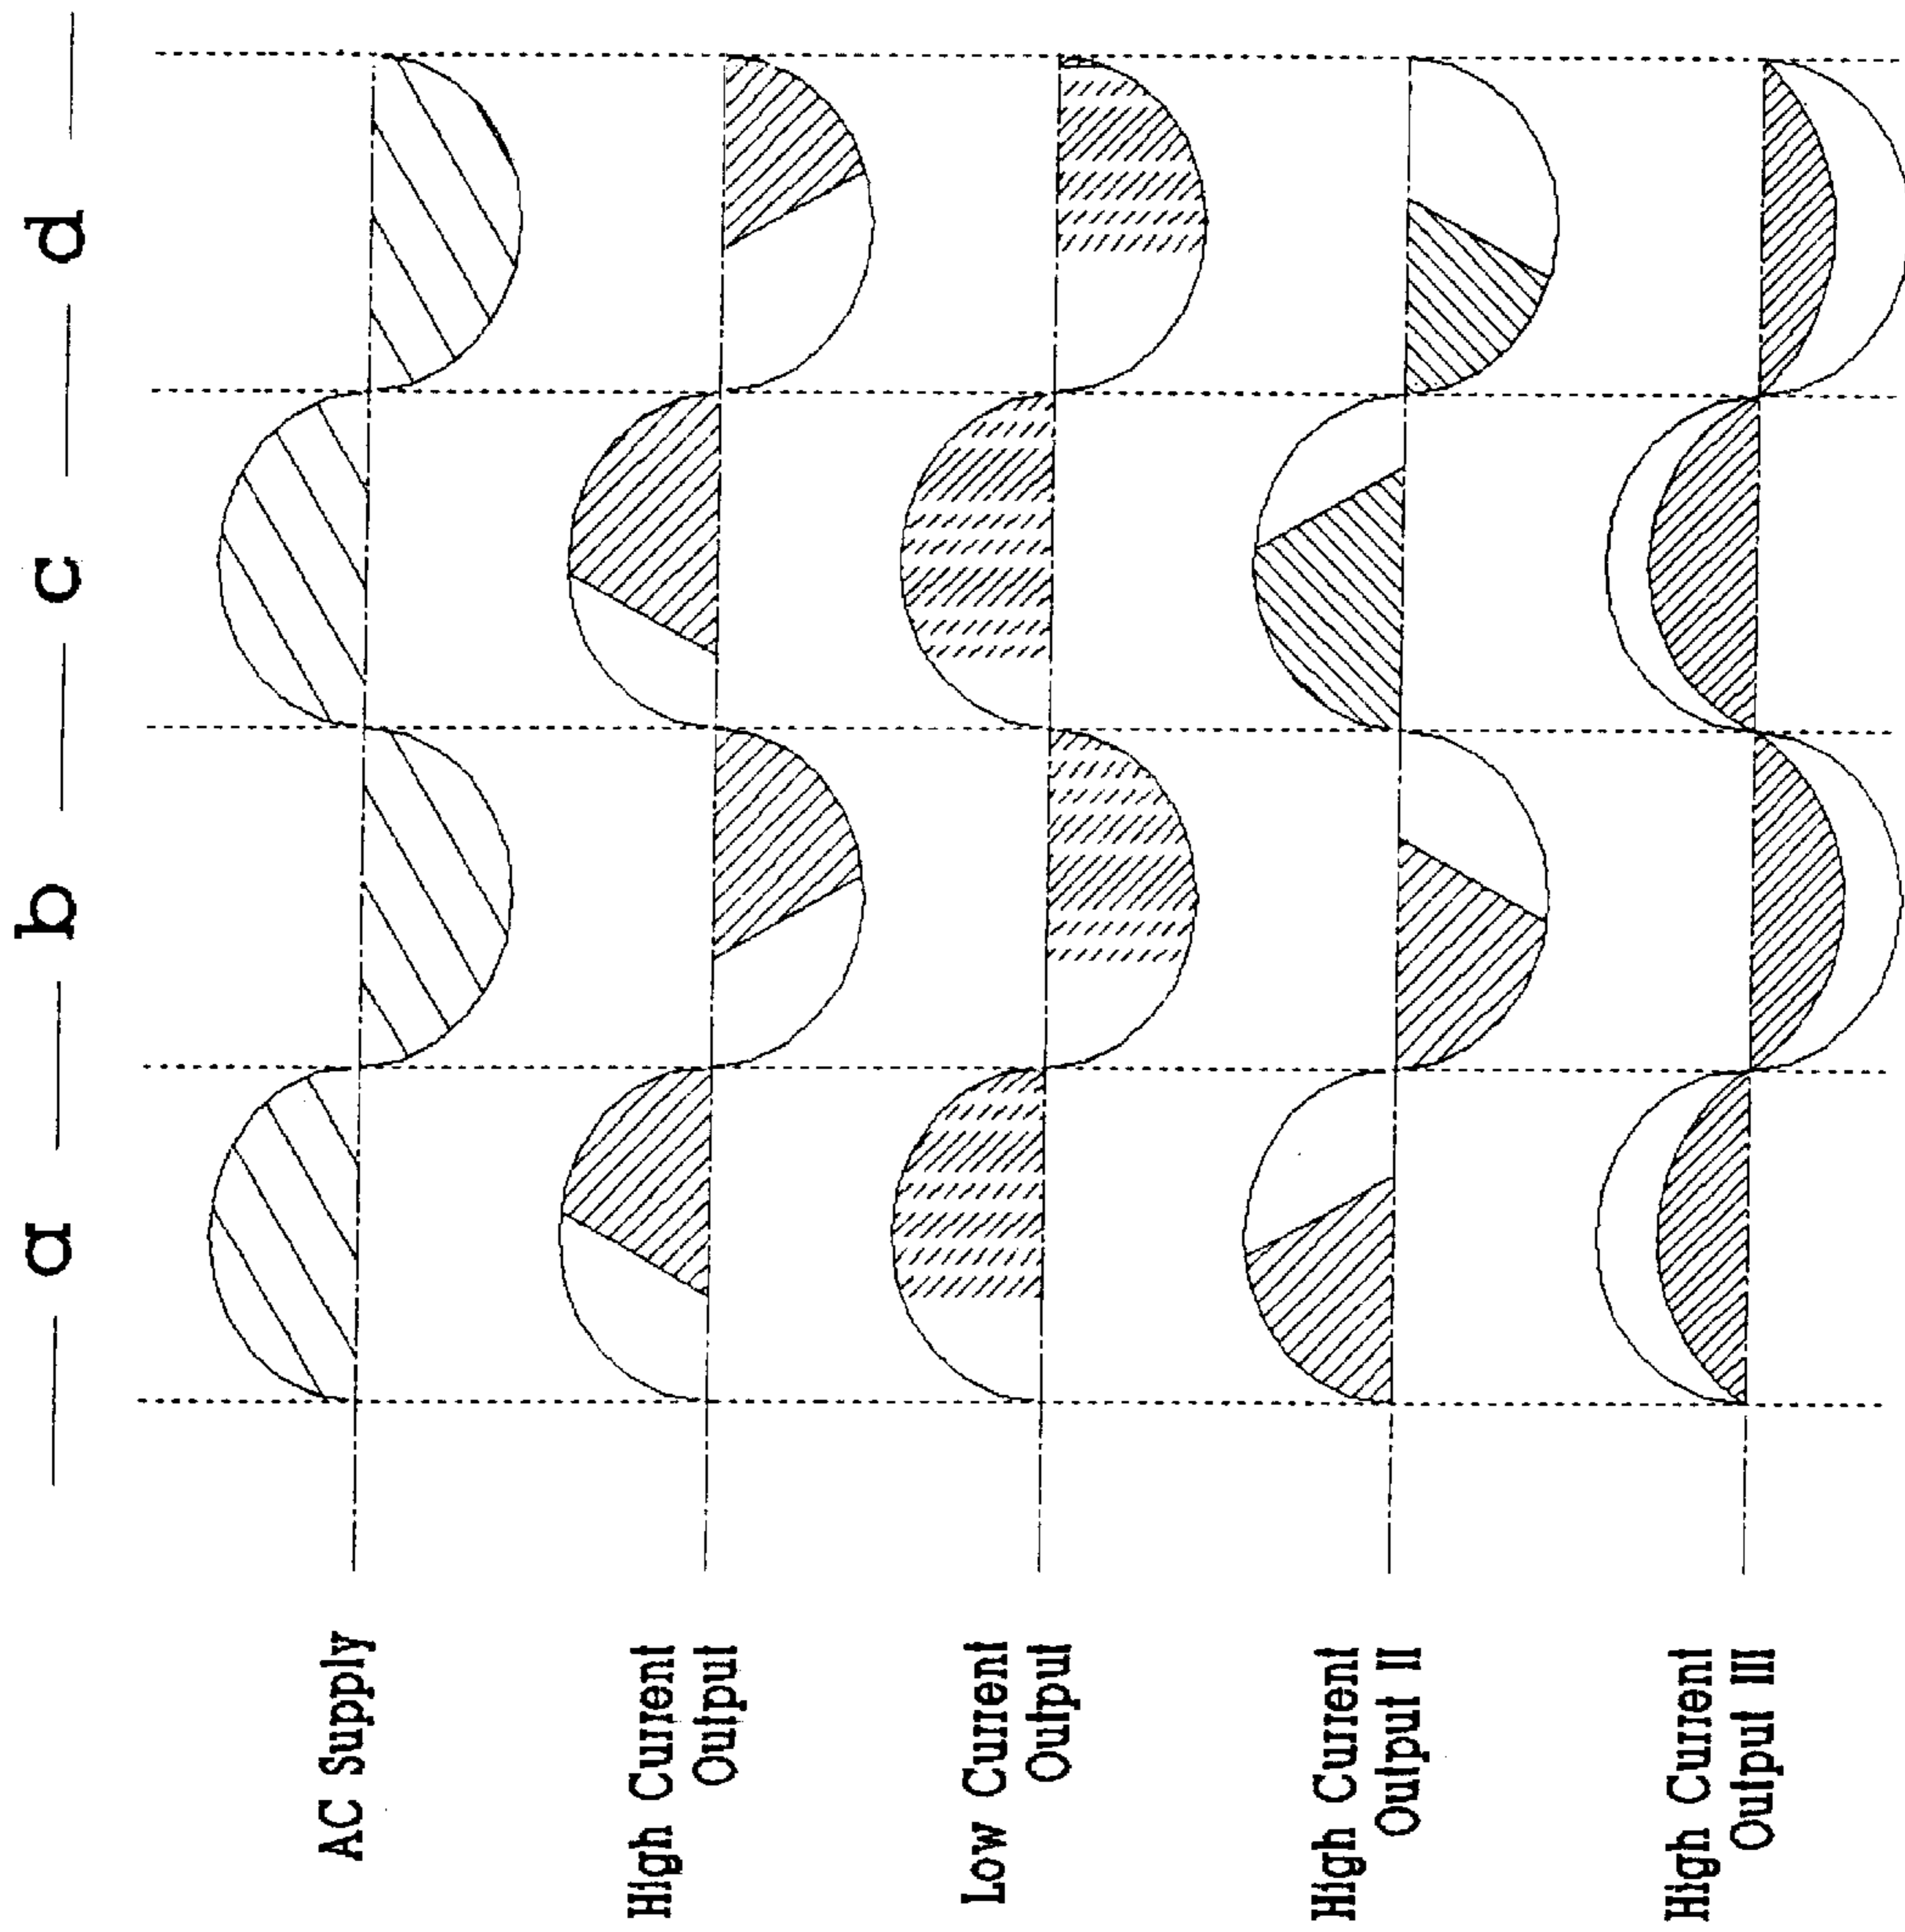 a b c d
AC Supply
High Current
Output
Low Current
Output
High Current
Output II
High Current
Output III